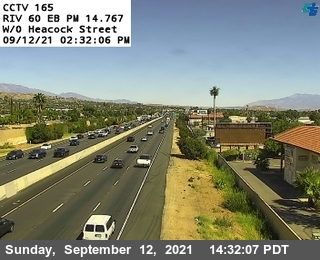 CCTV 165
RIV 60 EB PM 14.767
W/O Heacock Street
09/12/21 02:32:06 PM
Sunday, September 12, 2021 14:32:07 PDT